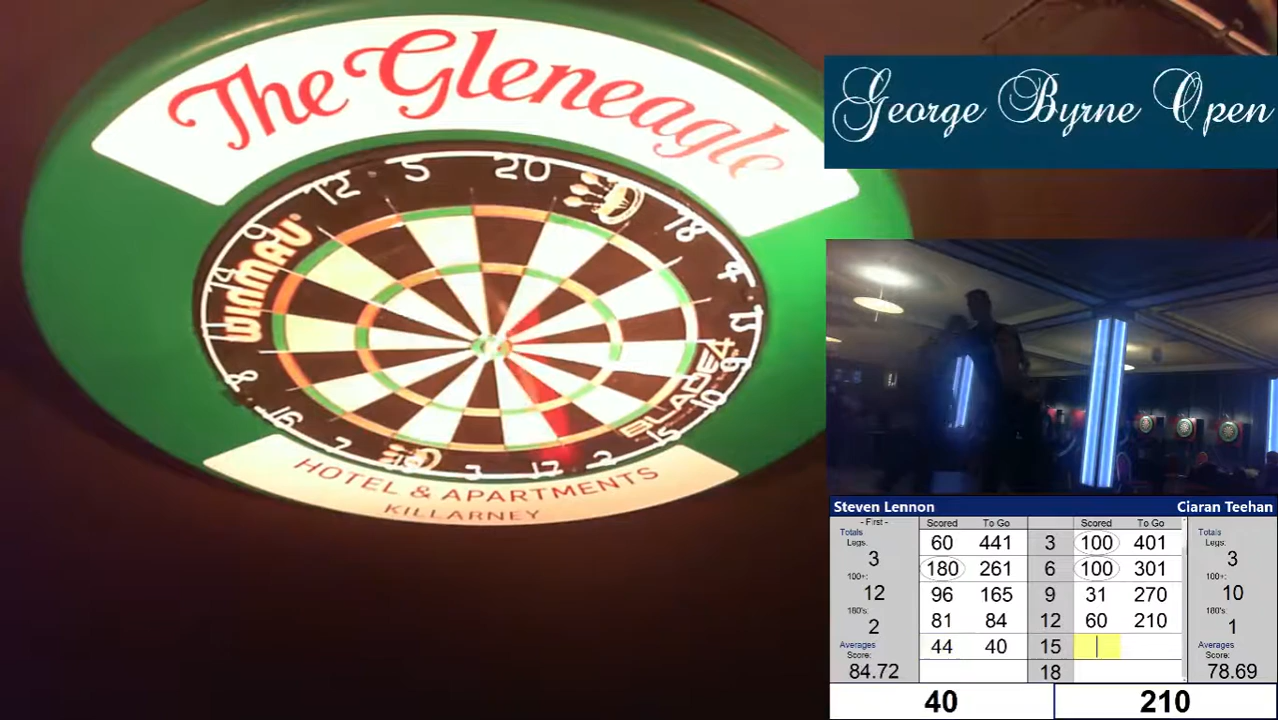 The Gleneagle
12 5 20
18
9
4
14
WINMAU
11
8
BLADE 4
10
16
15
7
3 17 2
HOTEL & APARTMENTS
KILLARNEY
George Byrne Open
Steven Lennon Ciaran Teehan
- First - Scored To Go Scored To Go
Totals 60 441 3 100 401 Totals
Legs: Legs:
3 180 261 6 100 301 3
100+: 100+:
12 96 165 9 31 270 10
180's: 180's:
2 81 84 12 60 210 1
Averages 44 40 15 Averages
Score: Score:
84.72 18 78.69
40 210